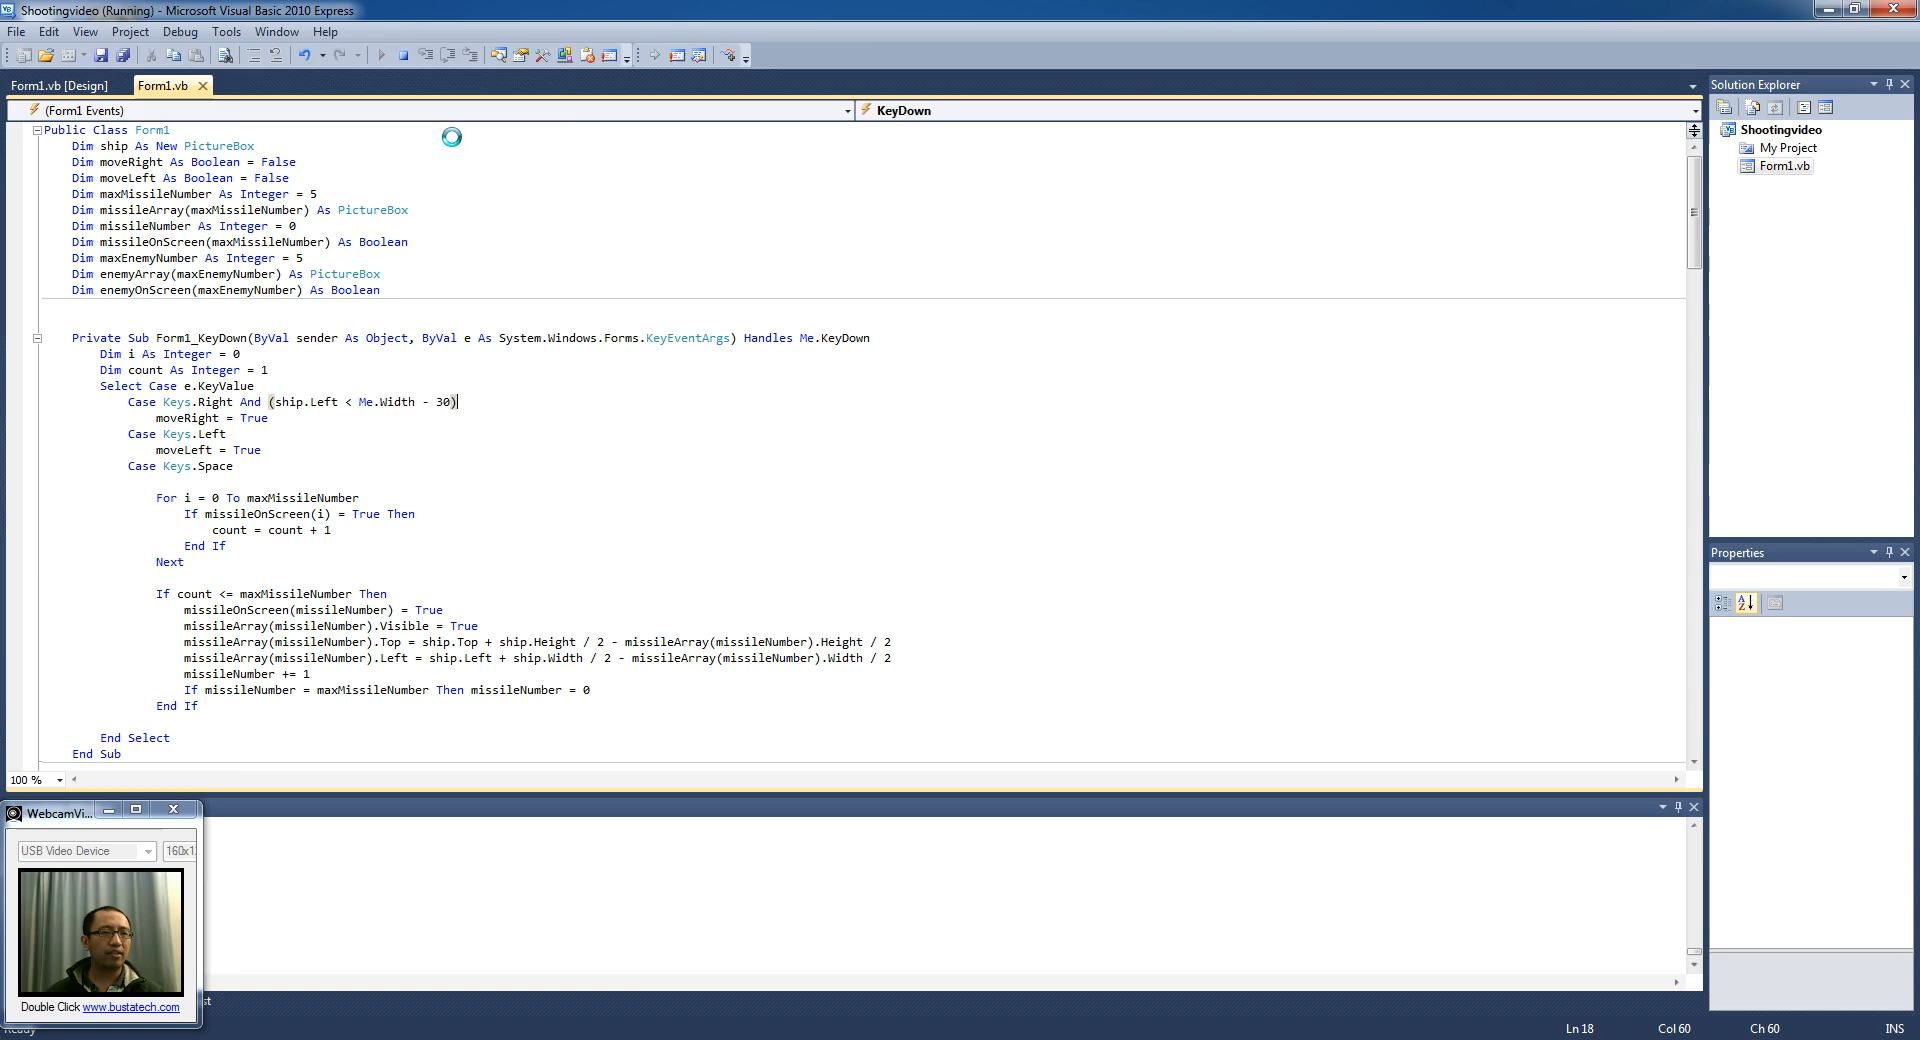 Shootingvideo (Running) - Microsoft Visual Basic 2010 Express
File Edit View Project Debug Tools Window Help
Form1.vb [Design] Form1.vb
(Form1 Events) KeyDown
Public Class Form1
Dim ship As New PictureBox
Dim moveRight As Boolean = False
Dim moveLeft As Boolean = False
Dim maxMissileNumber As Integer = 5
Dim missileArray(maxMissileNumber) As PictureBox
Dim missileNumber As Integer = 0
Dim missileOnScreen(maxMissileNumber) As Boolean
Dim maxEnemyNumber As Integer = 5
Dim enemyArray(maxEnemyNumber) As PictureBox
Dim enemyOnScreen(maxEnemyNumber) As Boolean
Private Sub Form1_KeyDown(ByVal sender As Object, ByVal e As System.Windows.Forms.KeyEventArgs) Handles Me.KeyDown
Dim i As Integer = 0
Dim count As Integer = 1
Select Case e.KeyValue
Case Keys.Right And (ship.Left < Me.Width - 30)
moveRight = True
Case Keys.Left
moveLeft = True
Case Keys.Space
For i = 0 To maxMissileNumber
If missileOnScreen(i) = True Then
count = count + 1
End If
Next
If count <= maxMissileNumber Then
missileOnScreen(missileNumber) = True
missileArray(missileNumber).Visible = True
missileArray(missileNumber).Top = ship.Top + ship.Height / 2 - missileArray(missileNumber).Height / 2
missileArray(missileNumber).Left = ship.Left + ship.Width / 2 - missileArray(missileNumber).Width / 2
missileNumber += 1
If missileNumber = maxMissileNumber Then missileNumber = 0
End If
End Select
End Sub
100 %
Solution Explorer
Shootingvideo
My Project
Form1.vb
Properties
WebcamVi...
USB Video Device 160x1
Double Click www.bustatech.com
st
Ready Ln 18 Col 60 Ch 60 INS